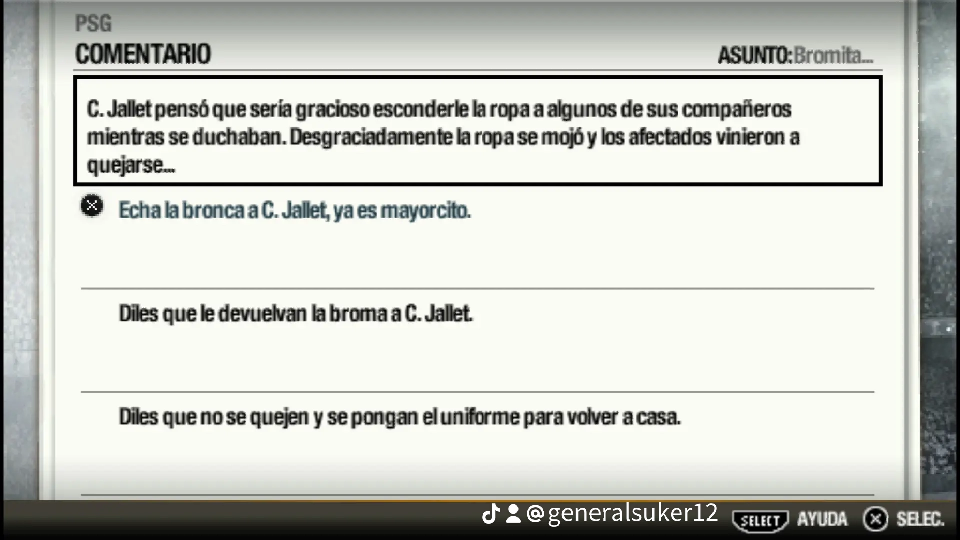 PSG
COMENTARIO
ASUNTO:Bromita...
C. Jallet pensó que sería gracioso esconderle la ropa a algunos de sus compañeros
mientras se duchaban. Desgraciadamente la ropa se mojó y los afectados vinieron a
quejarse...
Echa la bronca a C. Jallet, ya es mayorcito.
Diles que le devuelvan la broma a C. Jallet.
Diles que no se quejen y se pongan el uniforme para volver a casa.
@generalsuker12
SELECT AYUDA SELEC.